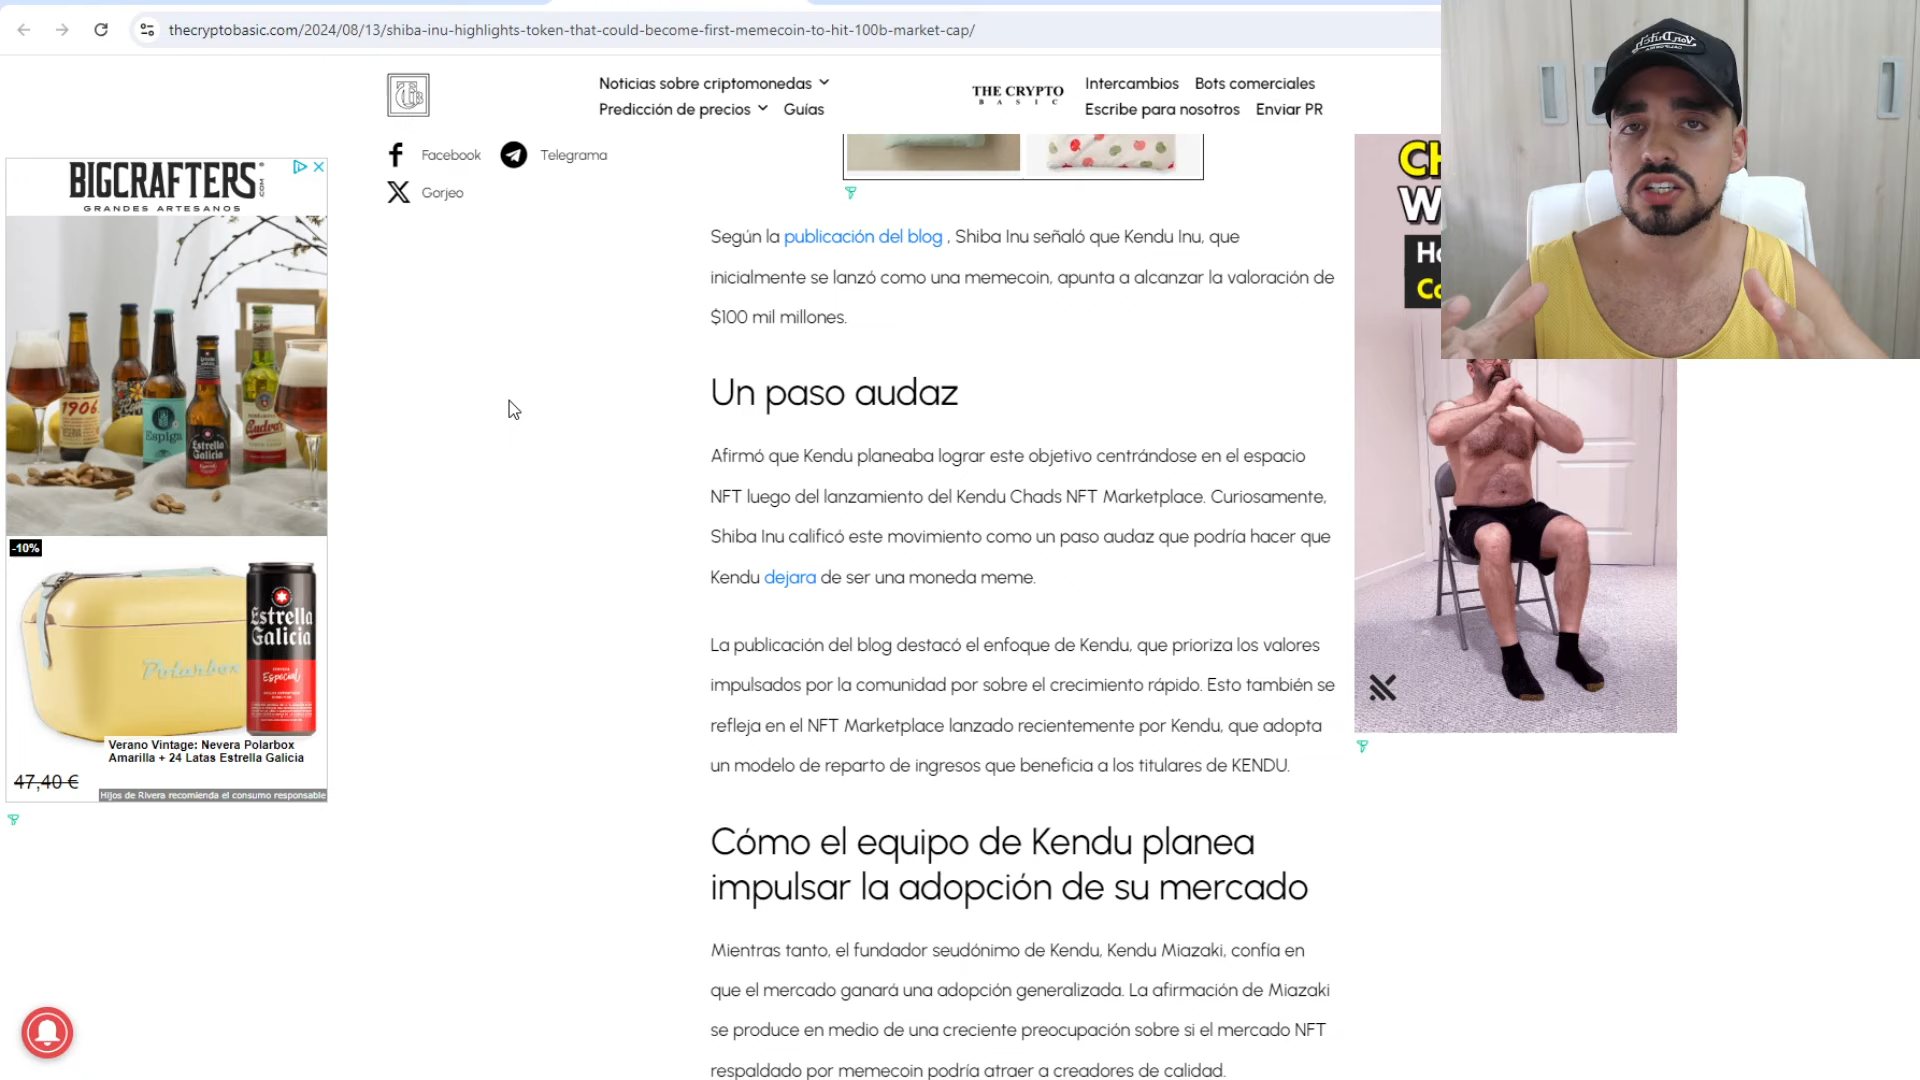 thecryptobasic.com/2024/08/13/shiba-inu-highlights-token-that-could-become-first-memecoin-to-hit-100b-market-cap/
Noticias sobre criptomonedas
Predicción de precios
Guías
THE CRYPTO
BASIC
Intercambios
Bots comerciales
Escribe para nosotros
Enviar PR
Facebook
Telegrama
Gorjeo
BIGCRAFTERS.COM
GRANDES ARTESANOS
1906
Espiga
Estrella
Galicia
Budvar
-10%
Polarbox
Estrella
Galicia
Especial
Verano Vintage: Nevera Polarbox
Amarilla + 24 Latas Estrella Galicia
47,40 €
Hijos de Rivera recomienda el consumo responsable
Según la publicación del blog , Shiba Inu señaló que Kendu Inu, que
inicialmente se lanzó como una memecoin, apunta a alcanzar la valoración de
$100 mil millones.
Un paso audaz
Afirmó que Kendu planeaba lograr este objetivo centrándose en el espacio
NFT luego del lanzamiento del Kendu Chads NFT Marketplace. Curiosamente,
Shiba Inu calificó este movimiento como un paso audaz que podría hacer que
Kendu dejara de ser una moneda meme.
La publicación del blog destacó el enfoque de Kendu, que prioriza los valores
impulsados por la comunidad por sobre el crecimiento rápido. Esto también se
refleja en el NFT Marketplace lanzado recientemente por Kendu, que adopta
un modelo de reparto de ingresos que beneficia a los titulares de KENDU.
Cómo el equipo de Kendu planea
impulsar la adopción de su mercado
Mientras tanto, el fundador seudónimo de Kendu, Kendu Miazaki, confía en
que el mercado ganará una adopción generalizada. La afirmación de Miazaki
se produce en medio de una creciente preocupación sobre si el mercado NFT
respaldado por memecoin podría atraer a creadores de calidad.
Von Dutch